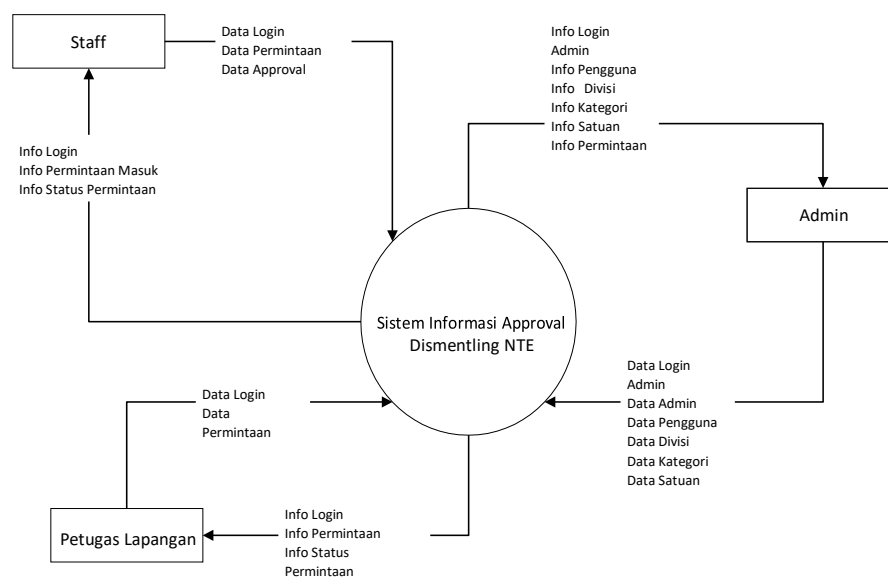 Staff
Data Login
Data Permintaan
Data Approval
Info Login
Admin
Info Pengguna
Info Divisi
Info Kategori
Info Satuan
Info Permintaan
Info Login
Info Permintaan Masuk
Info Status Permintaan
Admin
Sistem Informasi Approval
Dismentling NTE
Data Login
Admin
Data Admin
Data Pengguna
Data Divisi
Data Kategori
Data Satuan
Data Login
Data
Permintaan
Petugas Lapangan
Info Login
Info Permintaan
Info Status
Permintaan